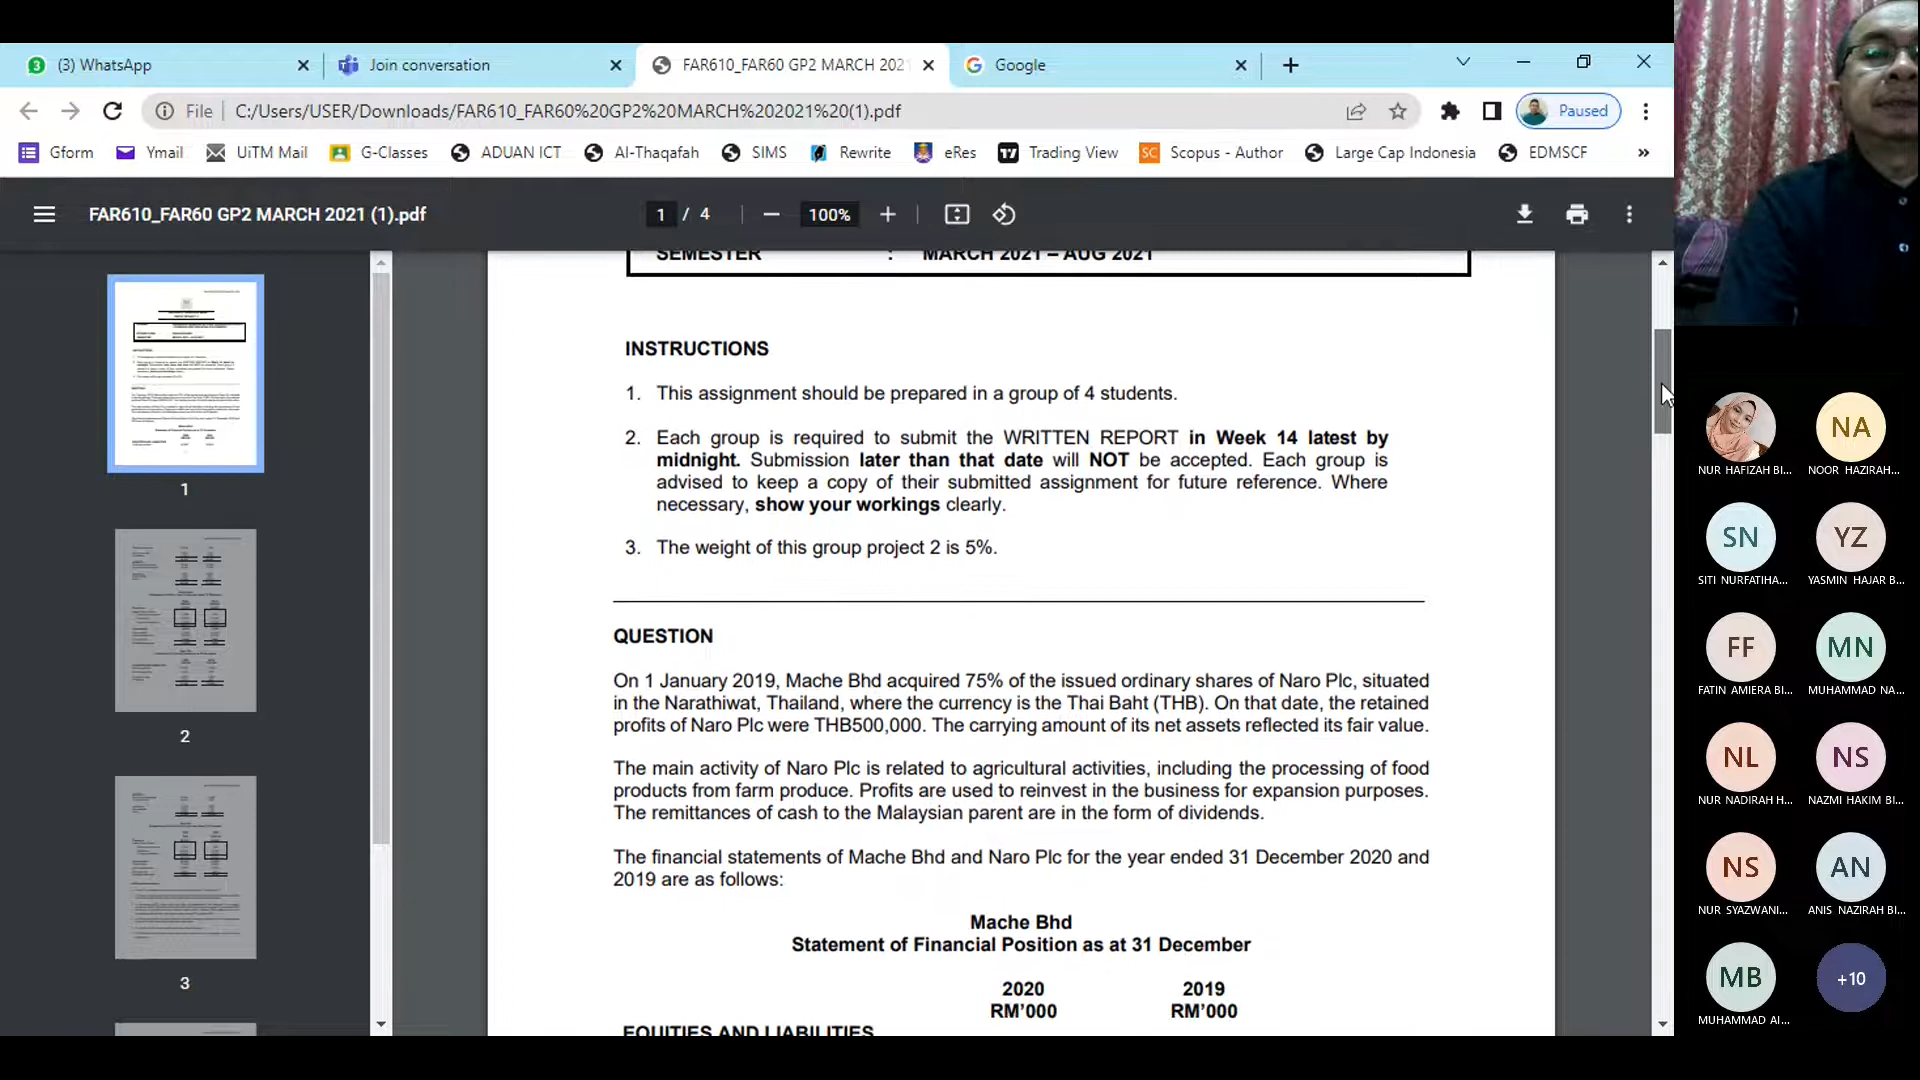 (3) WhatsApp
Join conversation
FAR610_FAR60 GP2 MARCH 2021
Google
File C:/Users/USER/Downloads/FAR610_FAR60%20GP2%20MARCH%202021%20(1).pdf
Paused
Gform
Ymail
UiTM Mail
G-Classes
ADUAN ICT
Al-Thaqafah
SIMS
Rewrite
eRes
Trading View
Scopus - Author
Large Cap Indonesia
EDMSCF
»
FAR610_FAR60 GP2 MARCH 2021 (1).pdf
1 / 4
100%
1
2
3
SEMESTER : MARCH 2021 – AUG 2021
INSTRUCTIONS
1. This assignment should be prepared in a group of 4 students.
2. Each group is required to submit the WRITTEN REPORT in Week 14 latest by
midnight. Submission later than that date will NOT be accepted. Each group is
advised to keep a copy of their submitted assignment for future reference. Where
necessary, show your workings clearly.
3. The weight of this group project 2 is 5%.
QUESTION
On 1 January 2019, Mache Bhd acquired 75% of the issued ordinary shares of Naro Plc, situated
in the Narathiwat, Thailand, where the currency is the Thai Baht (THB). On that date, the retained
profits of Naro Plc were THB500,000. The carrying amount of its net assets reflected its fair value.
The main activity of Naro Plc is related to agricultural activities, including the processing of food
products from farm produce. Profits are used to reinvest in the business for expansion purposes.
The remittances of cash to the Malaysian parent are in the form of dividends.
The financial statements of Mache Bhd and Naro Plc for the year ended 31 December 2020 and
2019 are as follows:
Mache Bhd
Statement of Financial Position as at 31 December
2020 2019
RM’000 RM’000
EQUITIES AND LIABILITIES
NUR HAFIZAH BI...
NA
NOOR HAZIRAH...
SN
SITI NURFATIHA...
YZ
YASMIN HAJAR B...
FF
FATIN AMIERA BI...
MN
MUHAMMAD NA...
NL
NUR NADIRAH H...
NS
NAZMI HAKIM BI...
NS
NUR SYAZWANI...
AN
ANIS NAZIRAH BI...
MB
MUHAMMAD AI...
+10